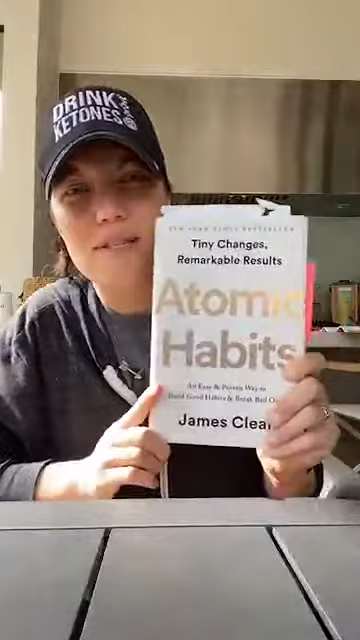 DRINK
KETONES
NEW YORK TIMES BESTSELLER
Tiny Changes,
Remarkable Results
Atomic
Habits
An Easy & Proven Way to
Build Good Habits & Break Bad
James Clear